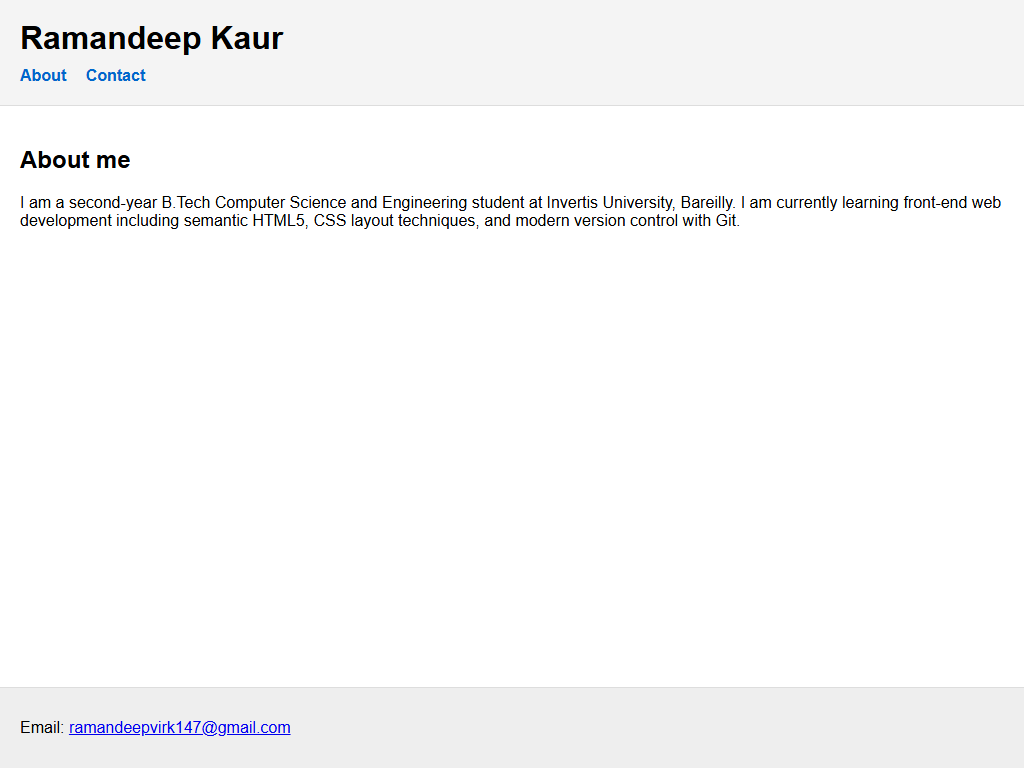 Ramandeep Kaur
About Contact
About me
I am a second-year B.Tech Computer Science and Engineering student at Invertis University, Bareilly. I am currently learning front-end web
development including semantic HTML5, CSS layout techniques, and modern version control with Git.
Email: ramandeepvirk147@gmail.com